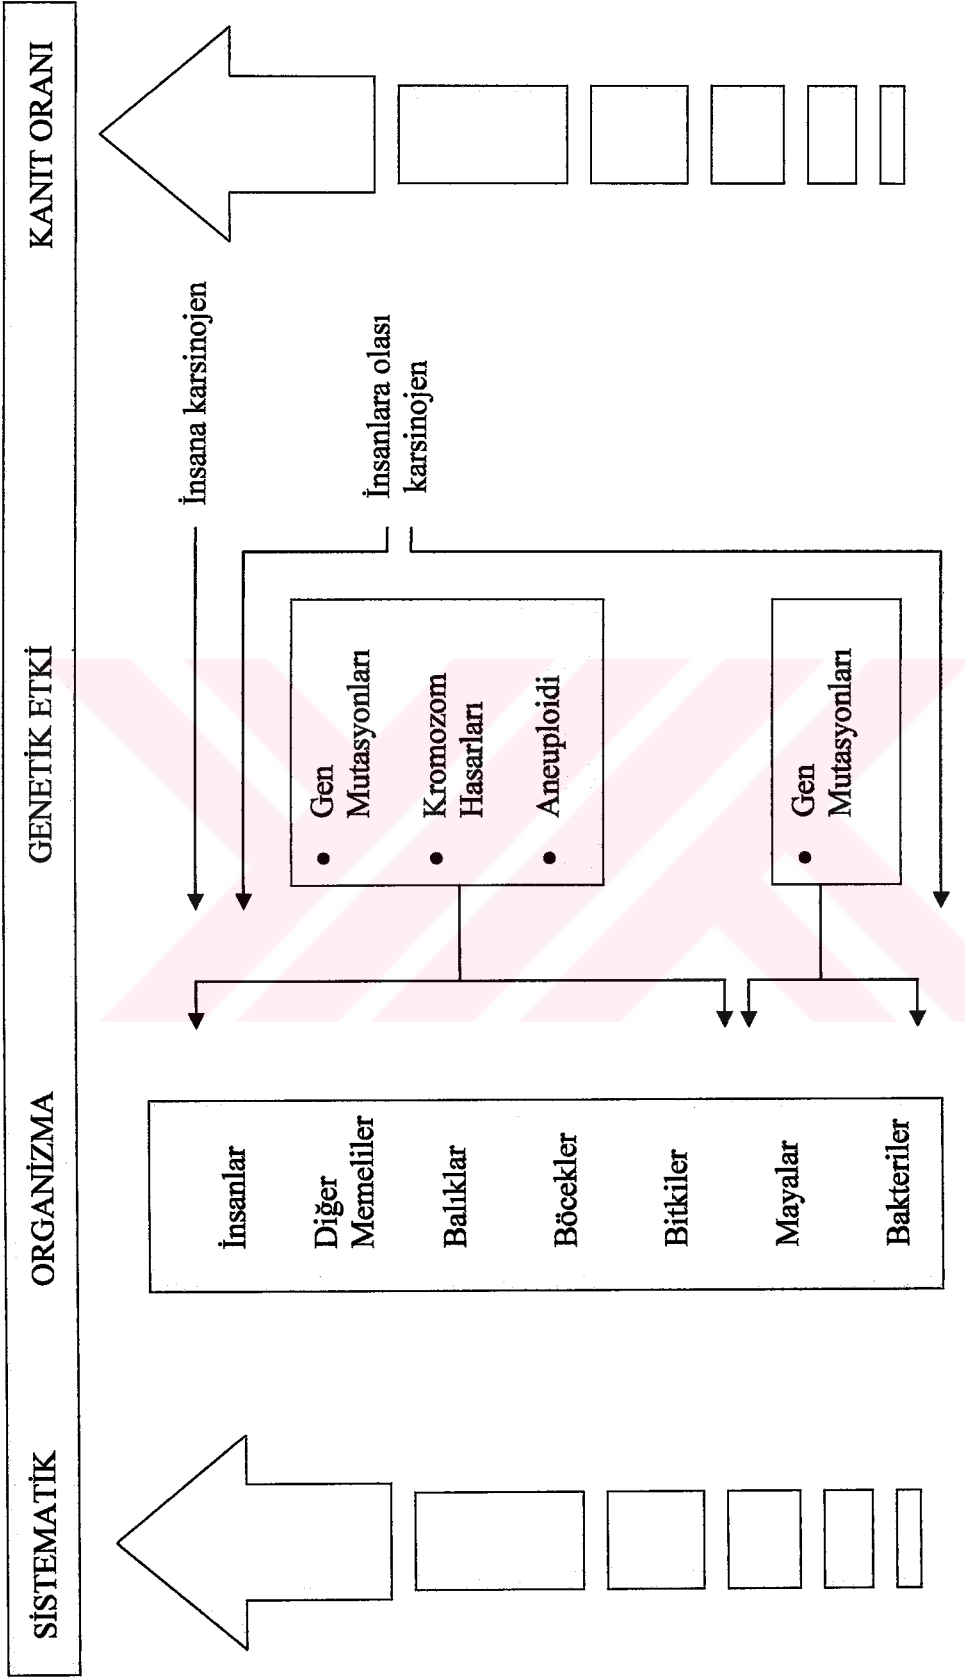 SİSTEMATİK
ORGANİZMA
GENETİK ETKİ
KANIT ORANI
İnsanlar
Diğer
Memeliler
Balıklar
Böcekler
Bitkiler
Mayalar
Bakteriler
• Gen
Mutasyonları
• Kromozom
Hasarları
• Aneuploidi
• Gen
Mutasyonları
İnsana karsinojen
İnsanlara olası
karsinojen